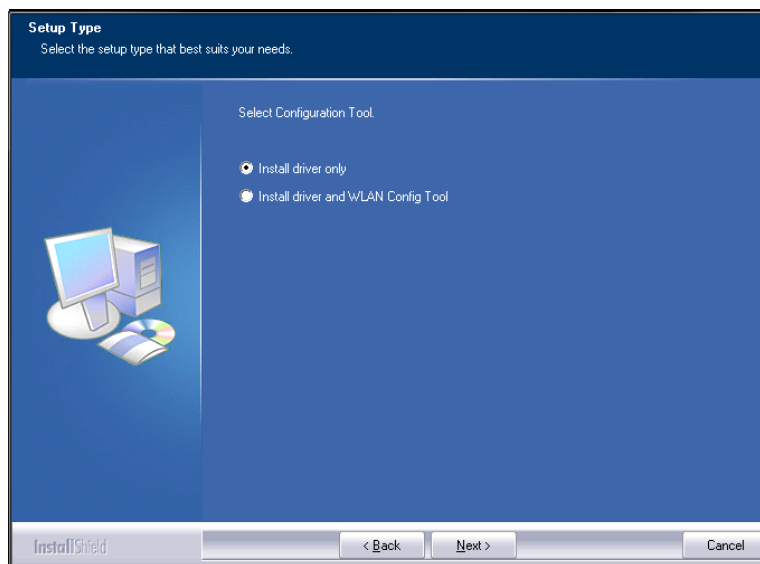 Setup Type
Select the setup type that best suits your needs.
Select Configuration Tool.
Install driver only
Install driver and WLAN Config Tool
InstallShield
< Back
Next >
Cancel